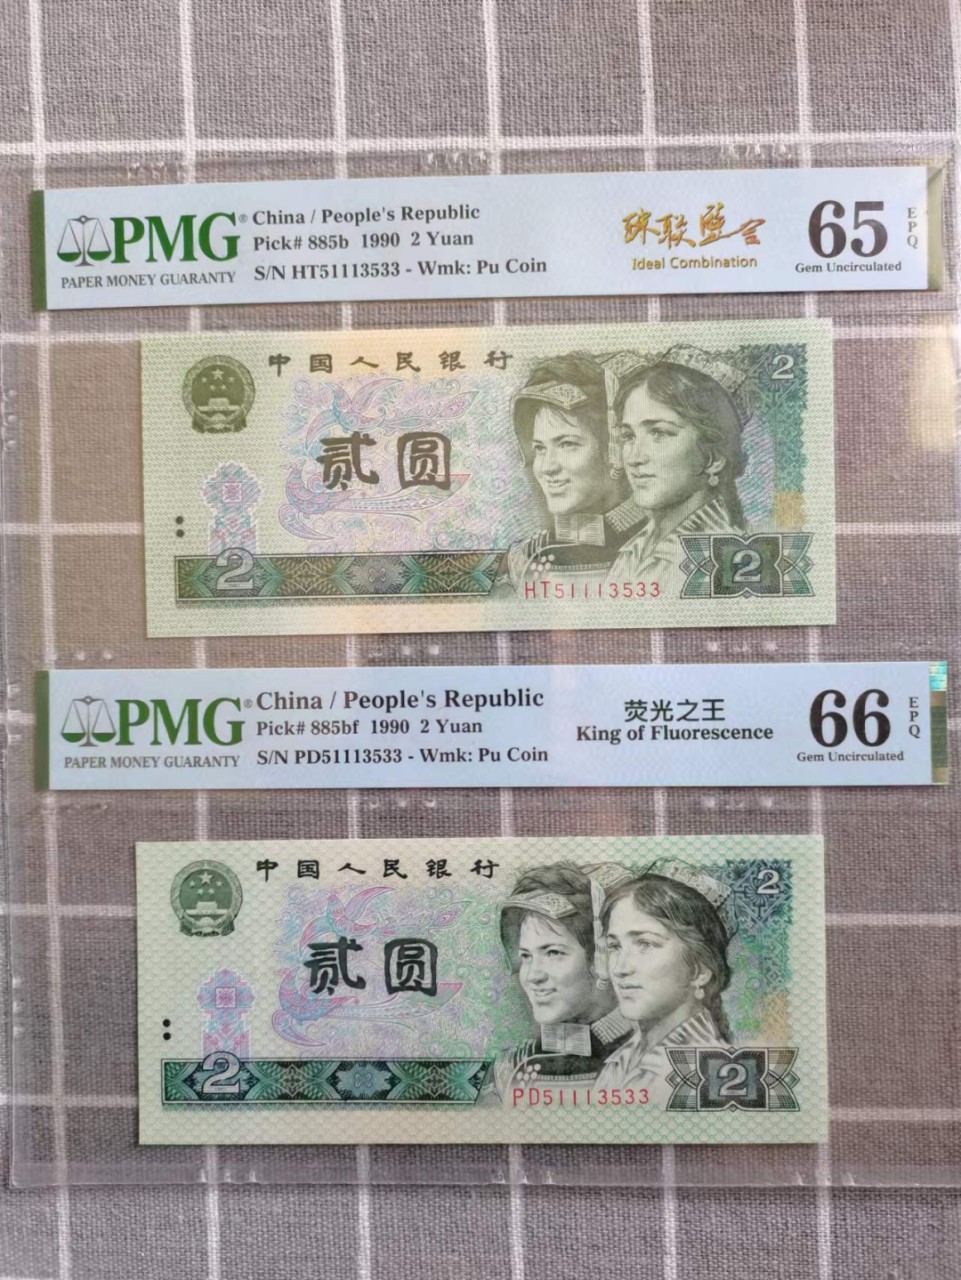 PMG® China / People's Republic
Pick# 885b 1990 2 Yuan
PAPER MONEY GUARANTY S/N HT51113533 - Wmk: Pu Coin
珠联璧合
Ideal Combination
65 EPQ
Gem Uncirculated
中国人民银行
2
贰圆
2
2
HT51113533
PMG® China / People's Republic
Pick# 885bf 1990 2 Yuan
PAPER MONEY GUARANTY S/N PD51113533 - Wmk: Pu Coin
荧光之王
King of Fluorescence
66 EPQ
Gem Uncirculated
中国人民银行
2
贰圆
2
2
PD51113533